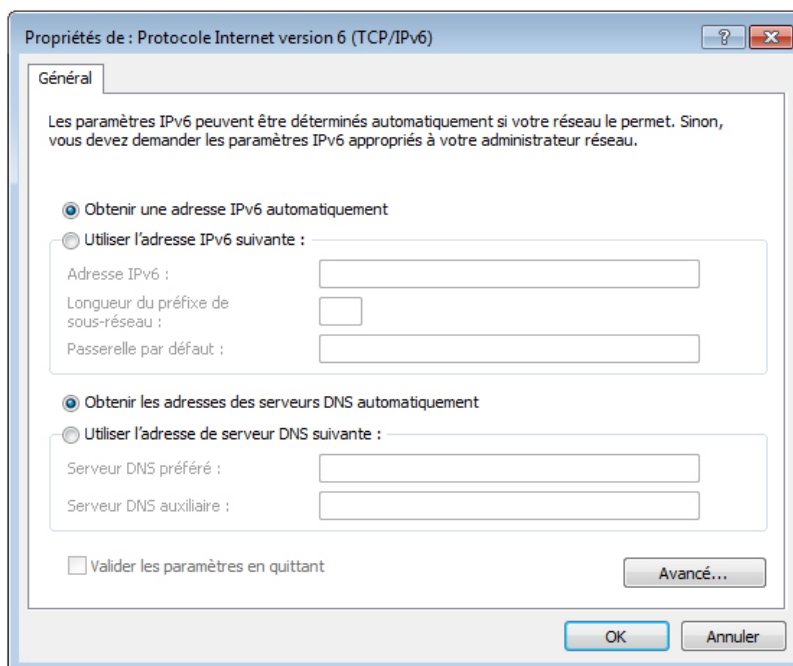 Propriétés de : Protocole Internet version 6 (TCP/IPv6)
Général
Les paramètres IPv6 peuvent être déterminés automatiquement si votre réseau le permet. Sinon,
vous devez demander les paramètres IPv6 appropriés à votre administrateur réseau.
Obtenir une adresse IPv6 automatiquement
Utiliser l'adresse IPv6 suivante :
Adresse IPv6 :
Longueur du préfixe de
sous-réseau :
Passerelle par défaut :
Obtenir les adresses des serveurs DNS automatiquement
Utiliser l'adresse de serveur DNS suivante :
Serveur DNS préféré :
Serveur DNS auxiliaire :
Valider les paramètres en quittant
Avancé...
OK
Annuler